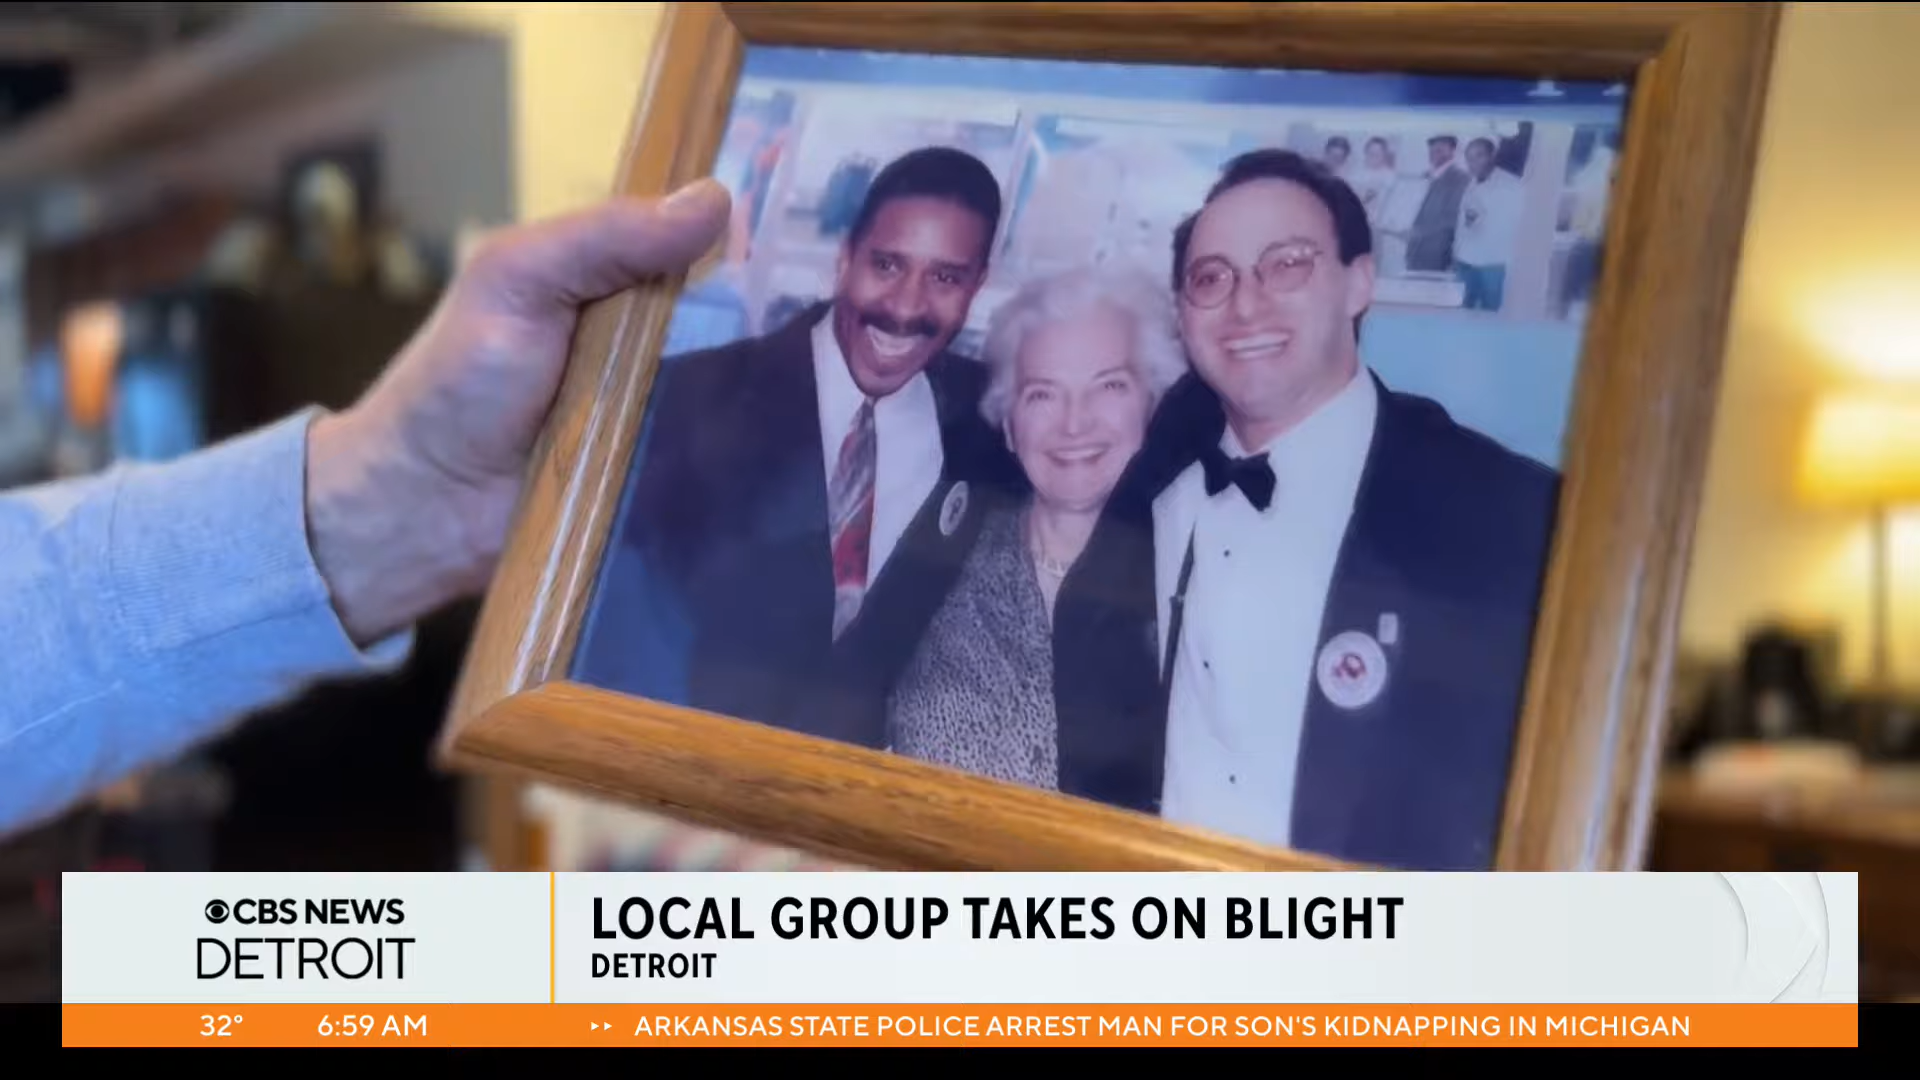 CBS NEWS
DETROIT
LOCAL GROUP TAKES ON BLIGHT
DETROIT
32° 6:59 AM ARKANSAS STATE POLICE ARREST MAN FOR SON'S KIDNAPPING IN MICHIGAN